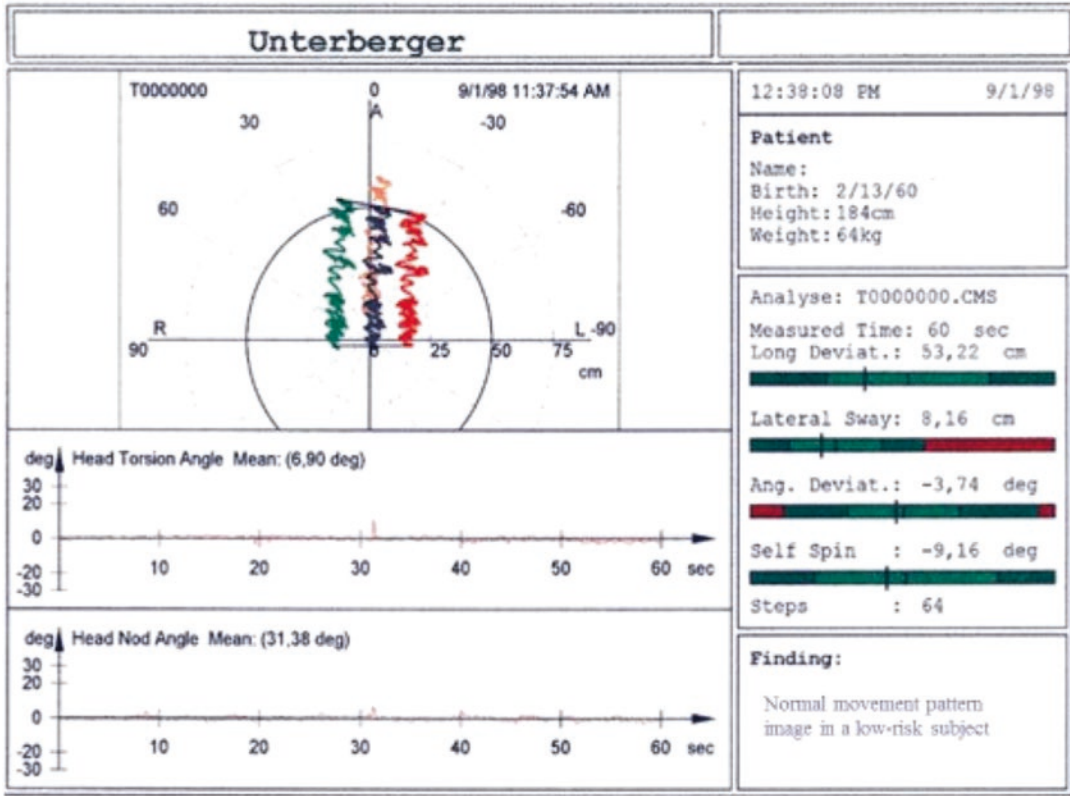 Unterberger
T0000000 0 9/1/98 11:37:54 AM
A
30 -30
60 -60
R L -90
90 0 25 50 75
cm
deg Head Torsion Angle Mean: (6,90 deg)
30
20
0
-20
-30
10 20 30 40 50 60 sec
deg Head Nod Angle Mean: (31,38 deg)
30
20
0
-20
-30
10 20 30 40 50 60 sec
12:38:08 PM 9/1/98
Patient
Name:
Birth: 2/13/60
Height: 184cm
Weight: 64kg
Analyse: T0000000.CMS
Measured Time: 60 sec
Long Deviat.: 53,22 cm
Lateral Sway: 8,16 cm
Ang. Deviat.: -3,74 deg
Self Spin : -9,16 deg
Steps : 64
Finding:
Normal movement pattern
image in a low-risk subject